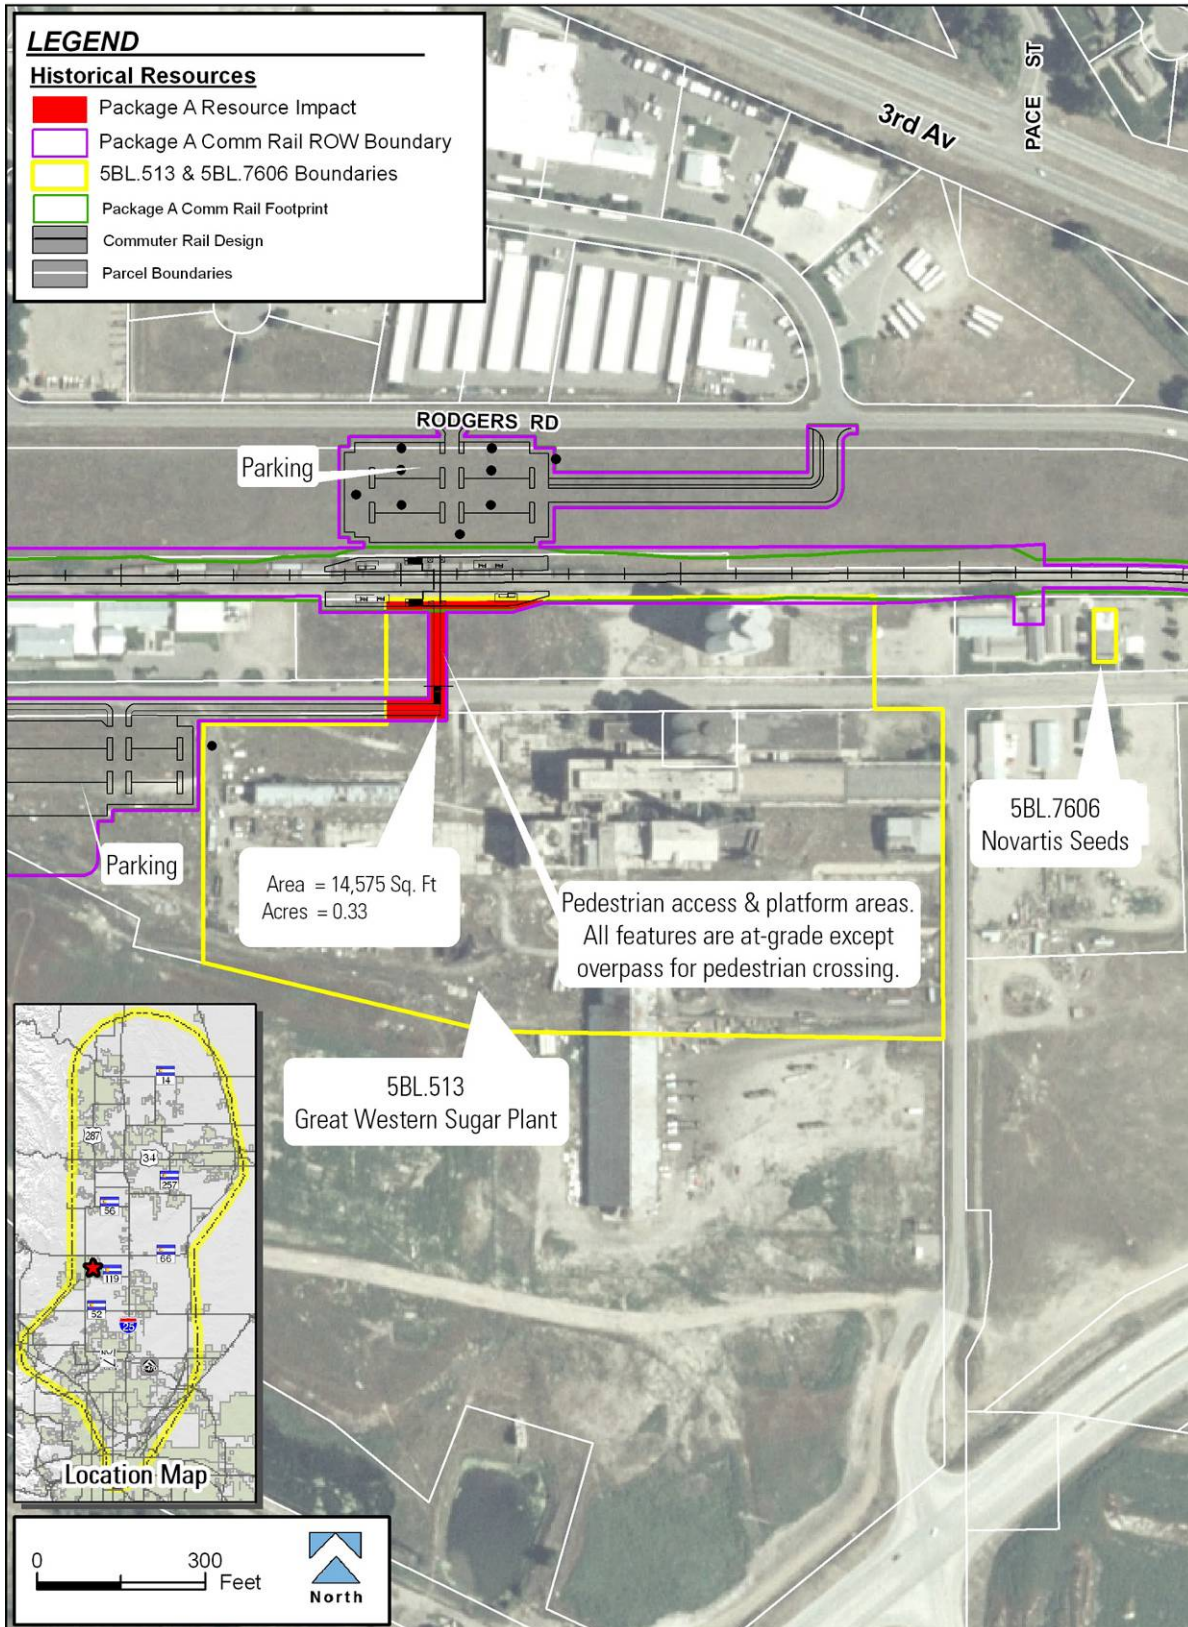 LEGEND
Historical Resources
Package A Resource Impact
Package A Comm Rail ROW Boundary
5BL.513 & 5BL.7606 Boundaries
Package A Comm Rail Footprint
Commuter Rail Design
Parcel Boundaries
3rd Av
PACE ST
RODGERS RD
Parking
Parking
Area = 14,575 Sq. Ft
Acres = 0.33
Pedestrian access & platform areas.
All features are at-grade except
overpass for pedestrian crossing.
5BL.7606
Novartis Seeds
5BL.513
Great Western Sugar Plant
14
287
34
257
56
66
119
52
25
Location Map
0 300
Feet
North